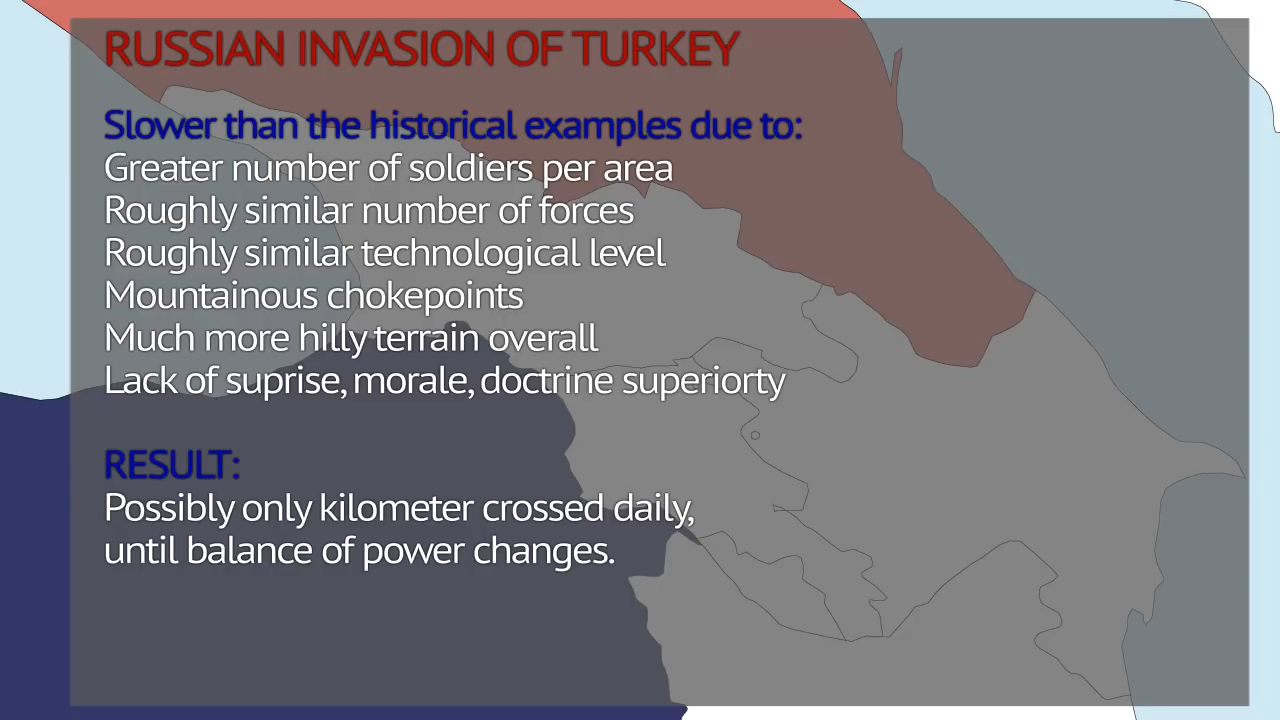 RUSSIAN INVASION OF TURKEY
Slower than the historical examples due to:
Greater number of soldiers per area
Roughly similar number of forces
Roughly similar technological level
Mountainous chokepoints
Much more hilly terrain overall
Lack of suprise, morale, doctrine superiorty
RESULT:
Possibly only kilometer crossed daily,
until balance of power changes.